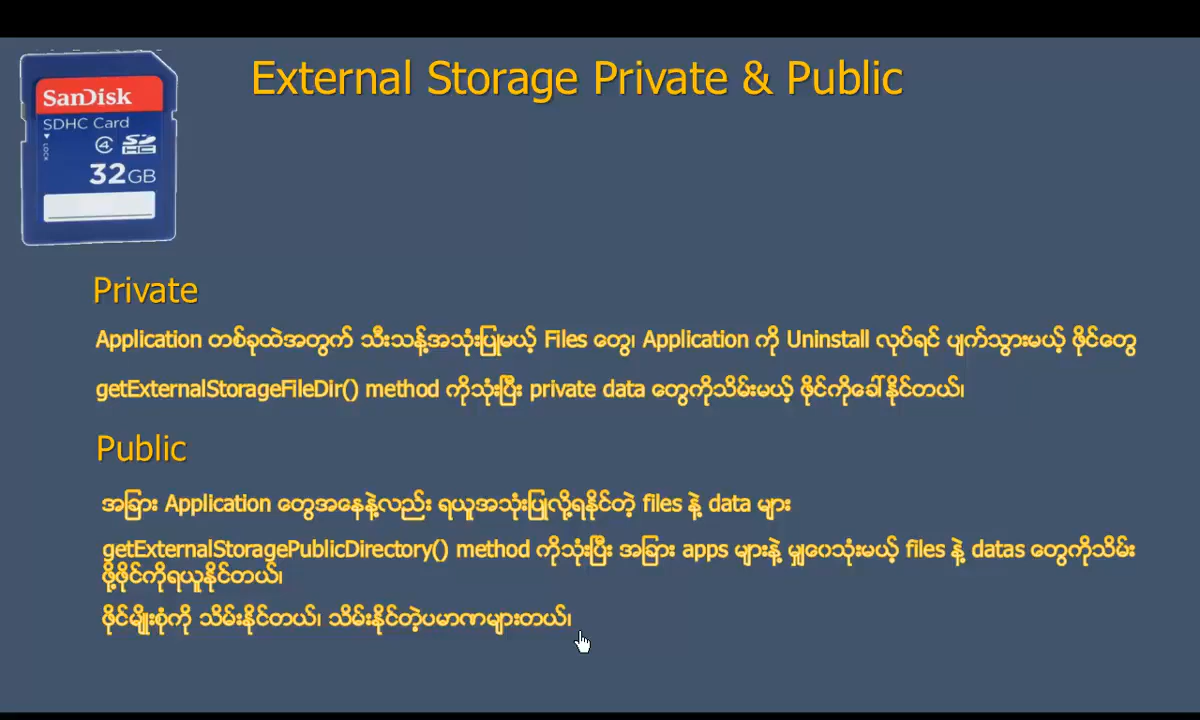 External Storage Private & Public
SanDisk
SDHC Card
LOCK
4
32GB
Private
Application တစ်ခုထဲအတွက် သီးသန့်အသုံးပြုမယ့် Files တွေ၊ Application ကို Uninstall လုပ်ရင် ပျက်သွားမယ့် ဖိုင်တွေ
getExternalStorageFileDir() method ကိုသုံးပြီး private data တွေကိုသိမ်းမယ့် ဖိုင်ကိုခေါ်နိုင်တယ်၊
Public
အခြား Application တွေအနေနဲ့လည်း ရယူအသုံးပြုလို့ရနိုင်တဲ့ files နဲ့ data များ
getExternalStoragePublicDirectory() method ကိုသုံးပြီး အခြား apps များနဲ့ မျှဝေသုံးမယ့် files နဲ့ datas တွေကိုသိမ်း
ဖို့ဖိုင်ကိုရယူနိုင်တယ်၊
ဖိုင်မျိုးစုံကို သိမ်းနိုင်တယ်၊ သိမ်းနိုင်တဲ့ပမာဏများတယ်၊